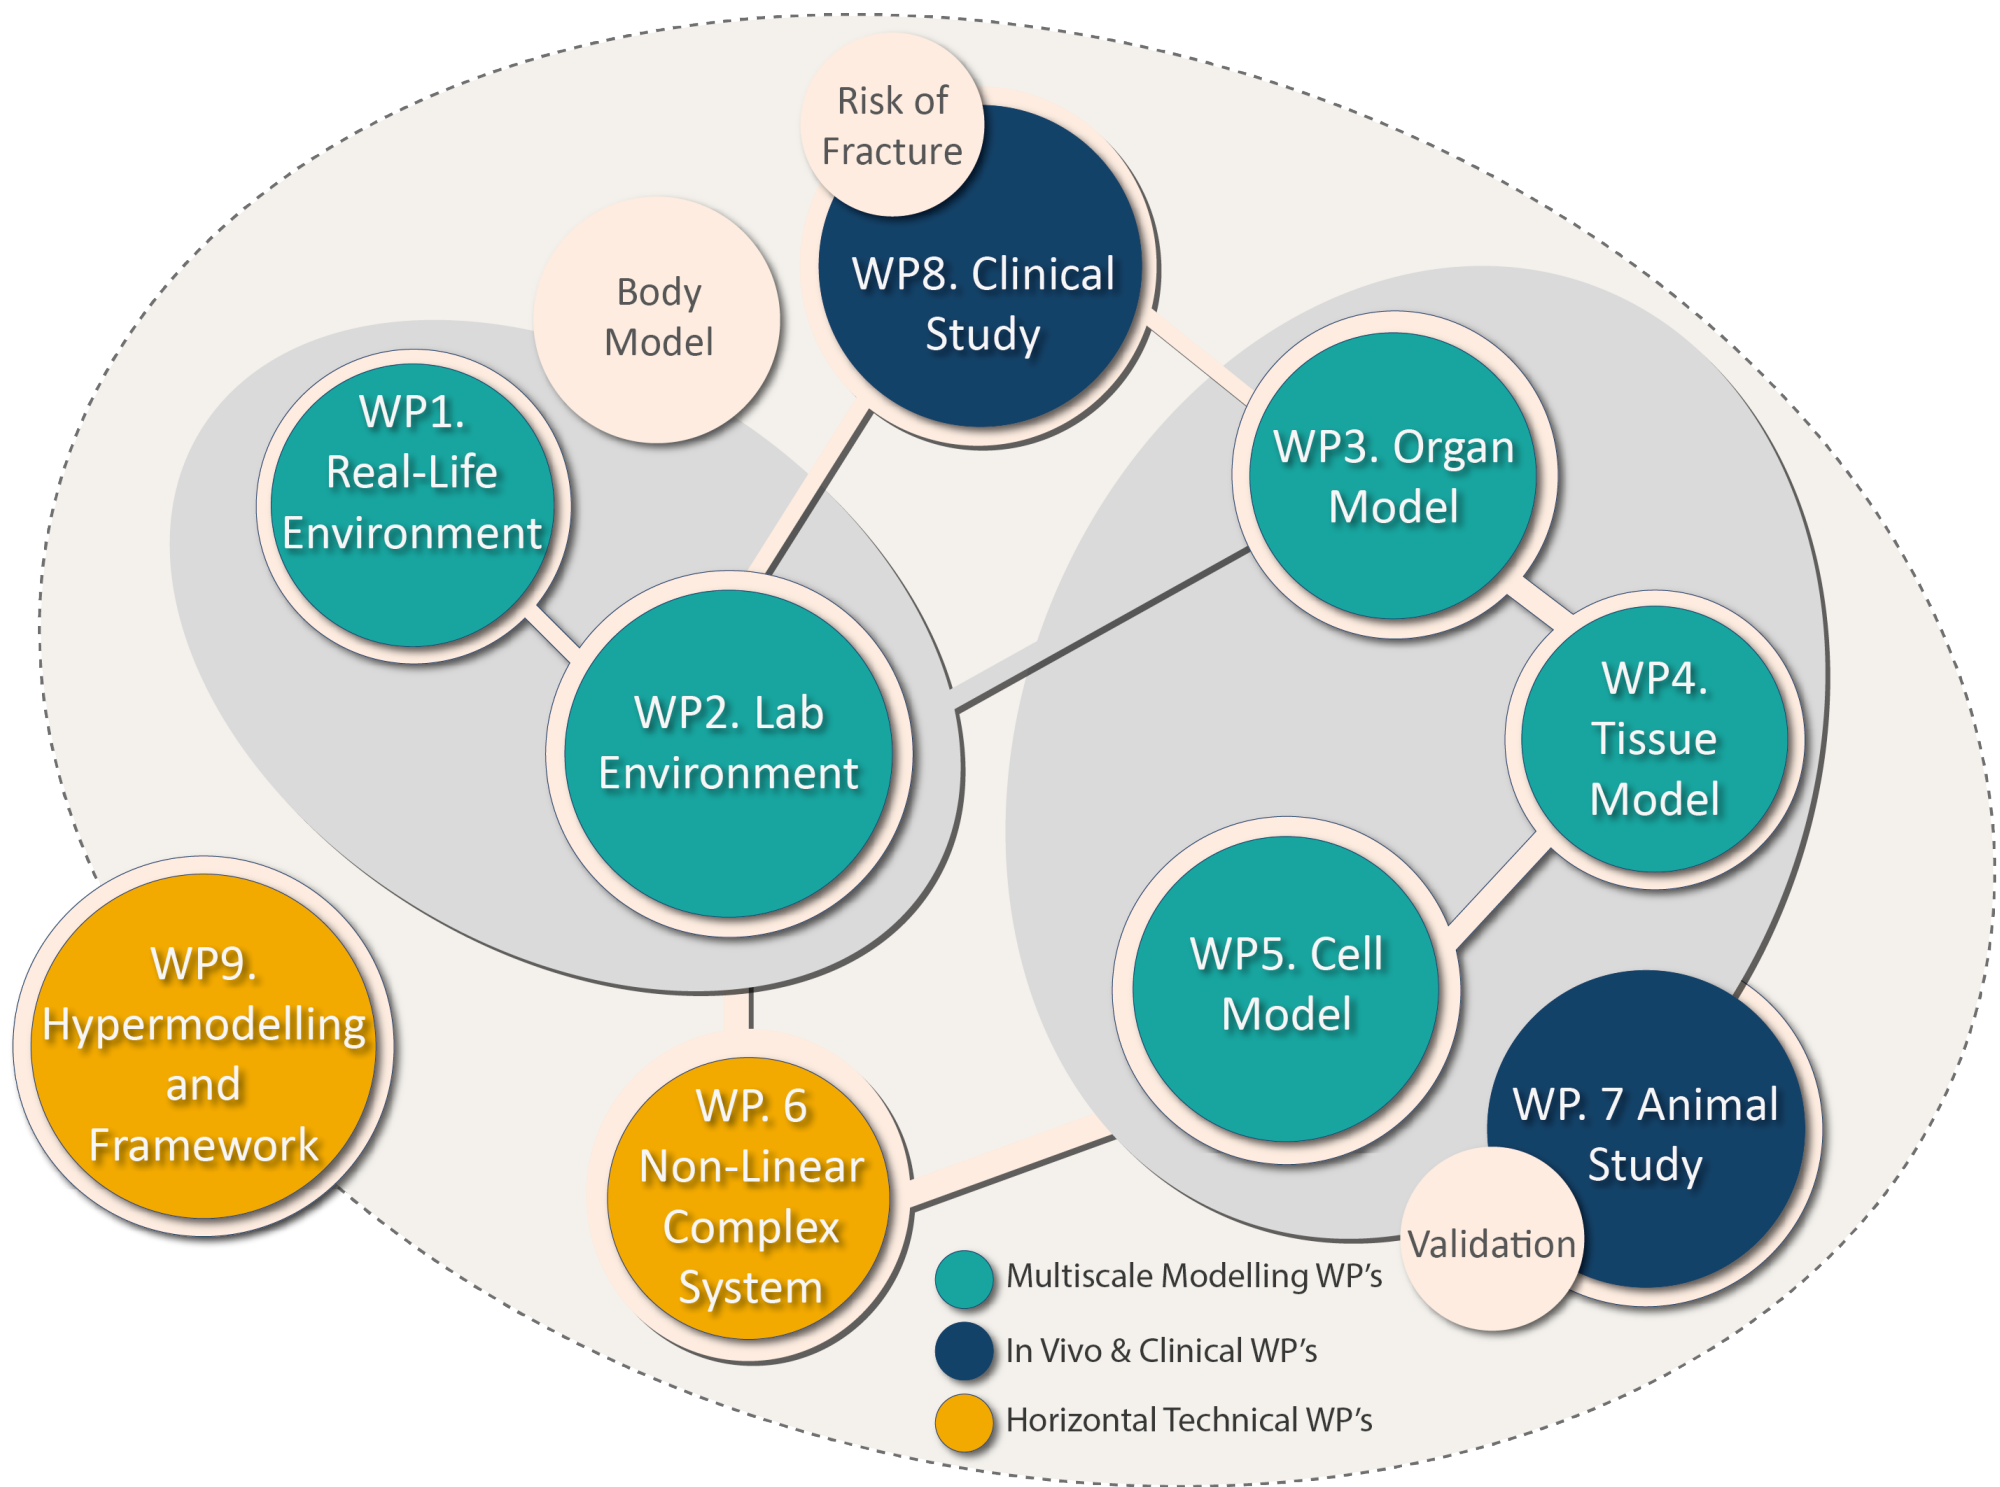 Risk of
Fracture
WP8. Clinical
Study
Body
Model
WP1.
Real-Life
Environment
WP3. Organ
Model
WP2. Lab
Environment
WP4.
Tissue
Model
WP5. Cell
Model
WP9.
Hypermodelling
and
Framework
WP. 6
Non-Linear
Complex
System
WP. 7 Animal
Study
Validation
Multiscale Modelling WP’s
In Vivo & Clinical WP’s
Horizontal Technical WP’s